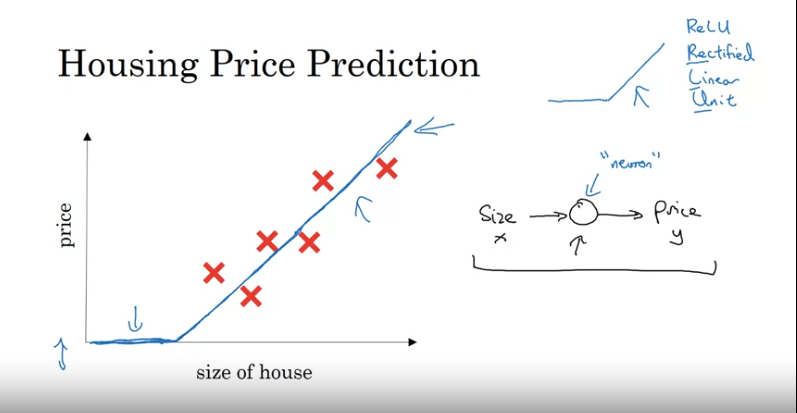 Housing Price Prediction
ReLU
Rectified
Linear
Unit
price
size of house
"neuron"
size
x
price
y